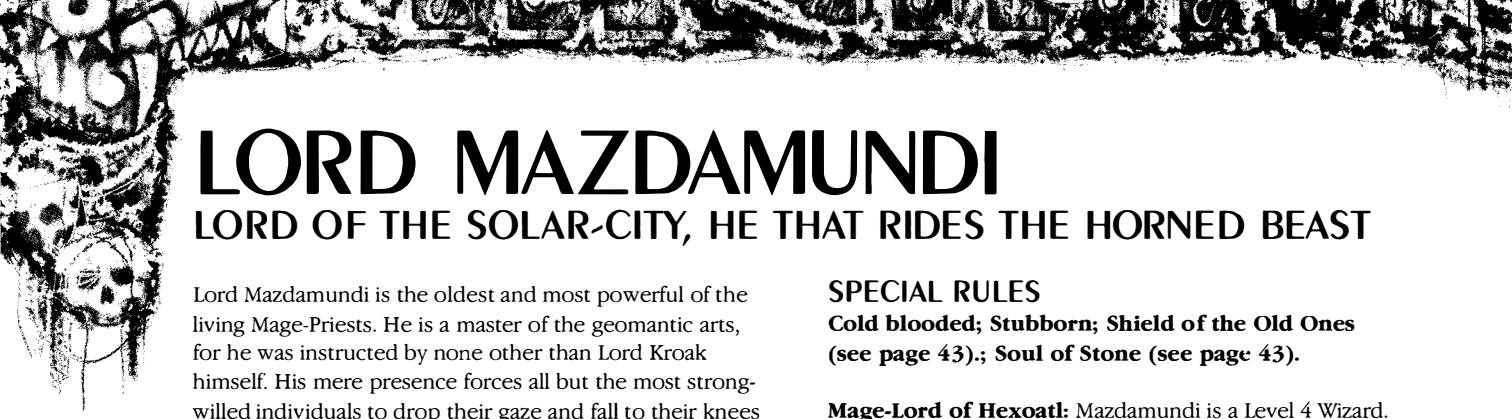 LORD MAZDAMUNDI
LORD OF THE SOLAR-CITY, HE THAT RIDES THE HORNED BEAST
Lord Mazdamundi is the oldest and most powerful of the
living Mage-Priests. He is a master of the geomantic arts,
for he was instructed by none other than Lord Kroak
himself. His mere presence forces all but the most strong-
willed individuals to drop their gaze and fall to their knees
SPECIAL RULES
Cold blooded; Stubborn; Shield of the Old Ones
(see page 43).; Soul of Stone (see page 43).
Mage-Lord of Hexoatl: Mazdamundi is a Level 4 Wizard.